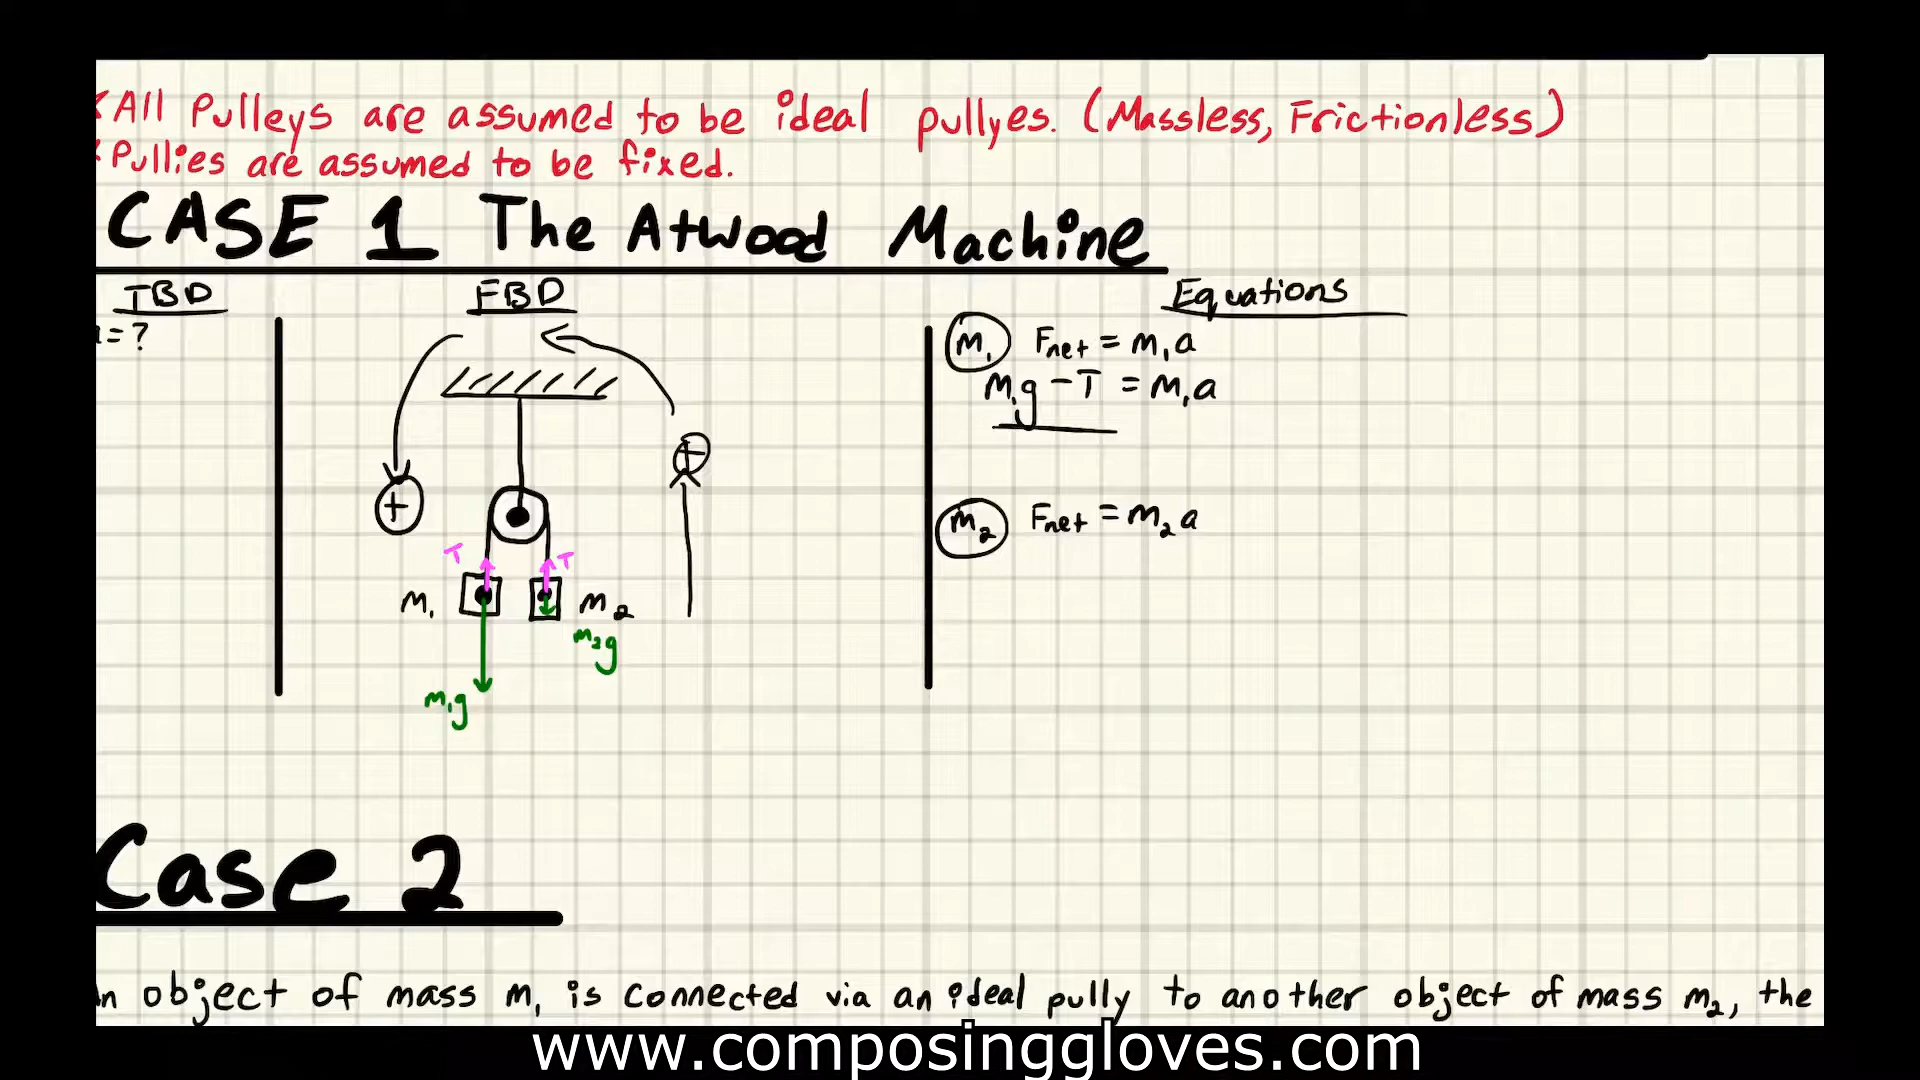 All Pulleys are assumed to be ideal pullyes. (Massless, Frictionless)
Pullies are assumed to be fixed.
CASE 1 The Atwood Machine
TBD
FBD
Equations
=?
+
+
T
T
m₁
m₂
m₂g
m₁g
m₁ Fnet = m₁a
m₁g - T = m₁a
m₂ Fnet = m₂a
Case 2
object of mass m₁ is connected via an ideal pully to another object of mass m₂, the
www.composinggloves.com